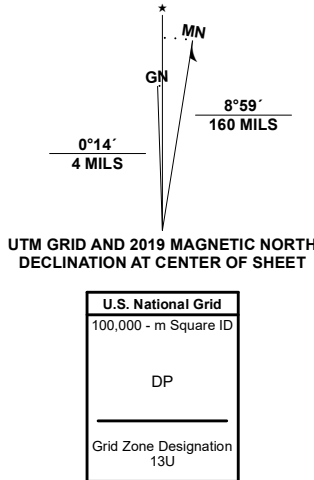 ★
MN
GN
8°59´
160 MILS
0°14´
4 MILS
UTM GRID AND 2019 MAGNETIC NORTH
DECLINATION AT CENTER OF SHEET
U.S. National Grid
100,000 - m Square ID
DP
Grid Zone Designation
13U